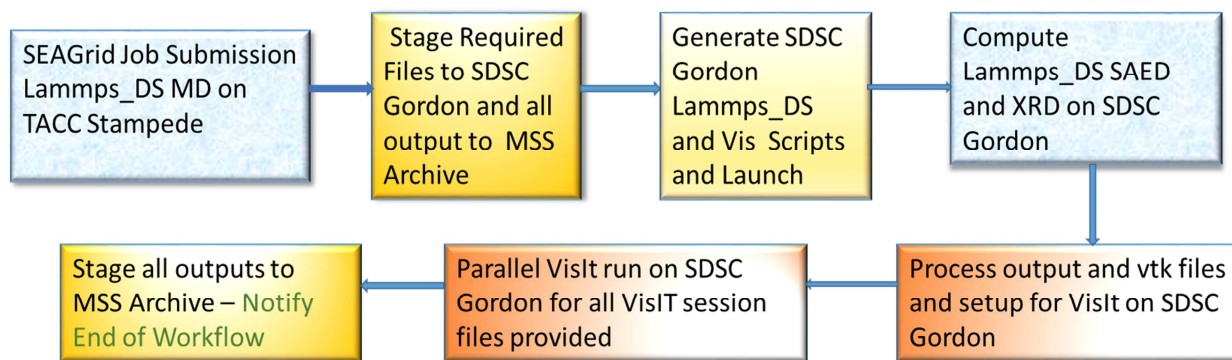 SEAGrid Job Submission
Lammps_DS MD on
TACC Stampede
Stage Required
Files to SDSC
Gordon and all
output to MSS
Archive
Generate SDSC
Gordon
Lammps_DS
and Vis Scripts
and Launch
Compute
Lammps_DS SAED
and XRD on SDSC
Gordon
Process output and vtk files
and setup for VisIt on SDSC
Gordon
Parallel VisIt run on SDSC
Gordon for all VisIT session
files provided
Stage all outputs to
MSS Archive – Notify
End of Workflow